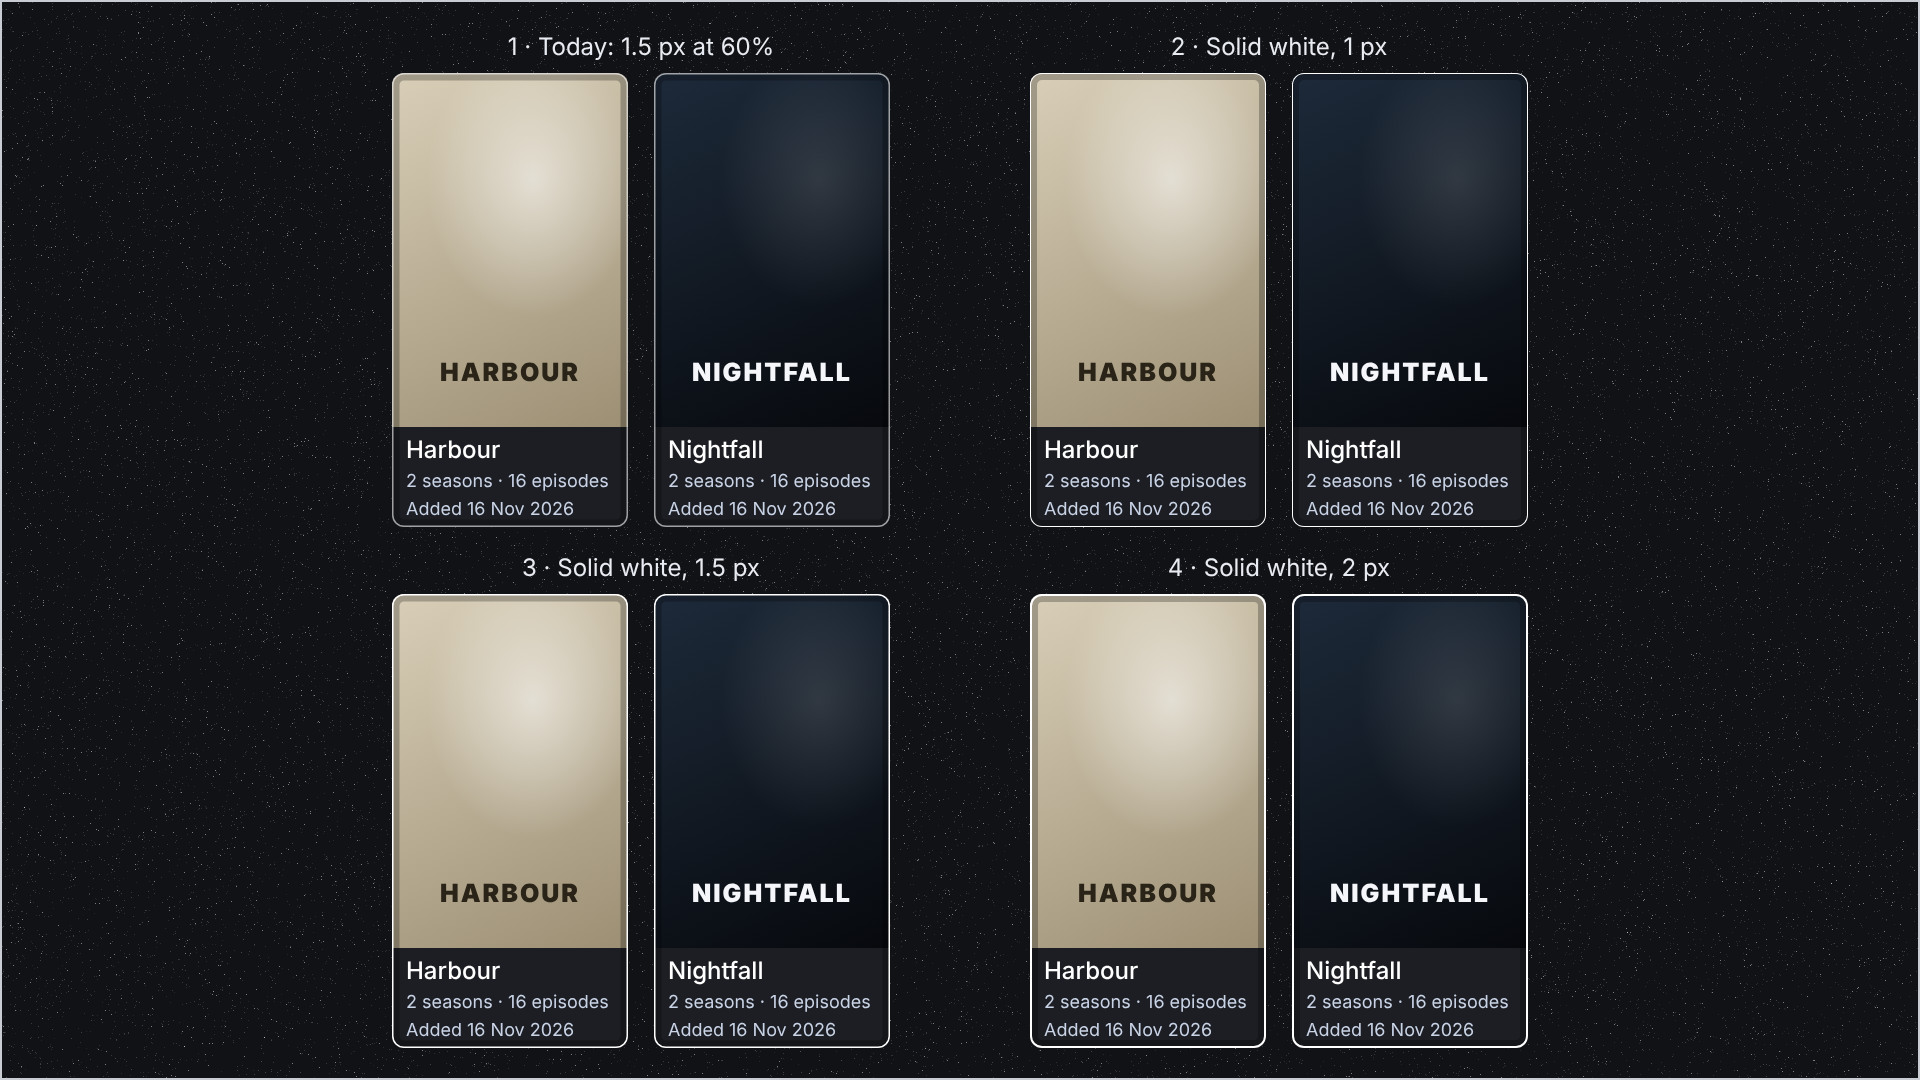 1 · Today: 1.5 px at 60%
HARBOUR
Harbour
2 seasons · 16 episodes
Added 16 Nov 2026
NIGHTFALL
Nightfall
2 seasons · 16 episodes
Added 16 Nov 2026
2 · Solid white, 1 px
HARBOUR
Harbour
2 seasons · 16 episodes
Added 16 Nov 2026
NIGHTFALL
Nightfall
2 seasons · 16 episodes
Added 16 Nov 2026
3 · Solid white, 1.5 px
HARBOUR
Harbour
2 seasons · 16 episodes
Added 16 Nov 2026
NIGHTFALL
Nightfall
2 seasons · 16 episodes
Added 16 Nov 2026
4 · Solid white, 2 px
HARBOUR
Harbour
2 seasons · 16 episodes
Added 16 Nov 2026
NIGHTFALL
Nightfall
2 seasons · 16 episodes
Added 16 Nov 2026